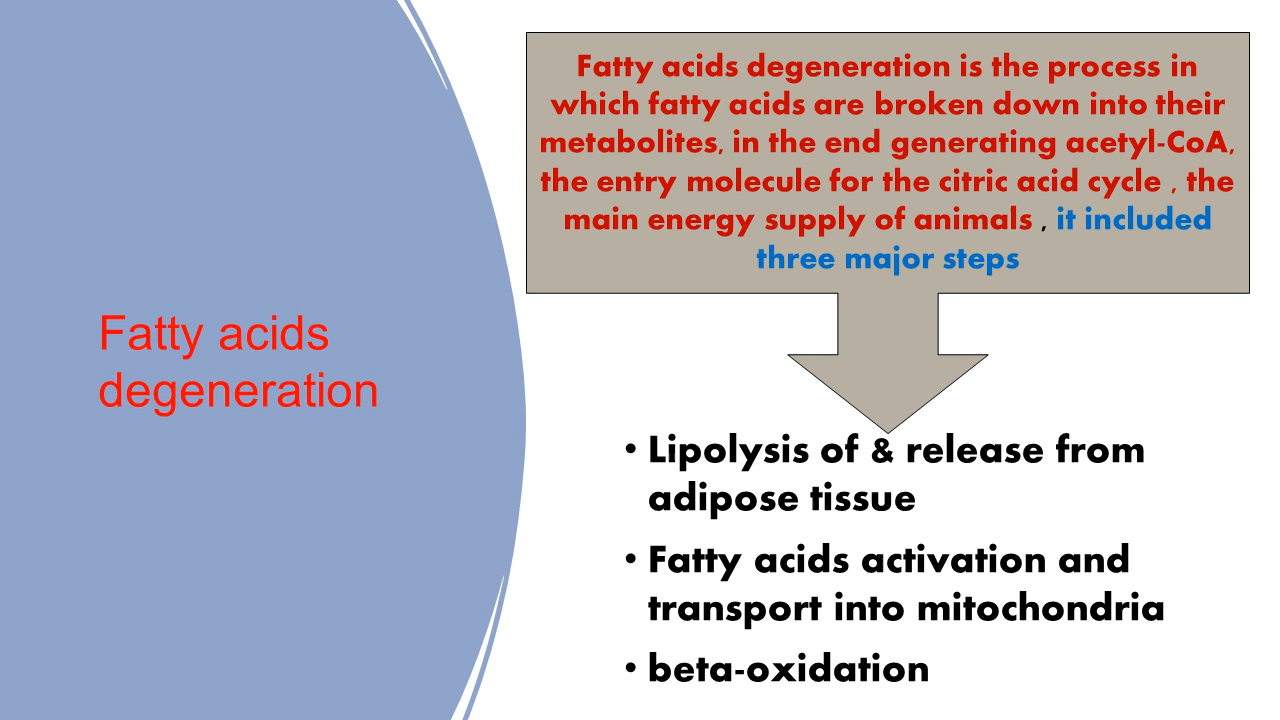 Fatty acids
degeneration
Fatty acids degeneration is the process in
which fatty acids are broken down into their
metabolites, in the end generating acetyl-CoA,
the entry molecule for the citric acid cycle , the
main energy supply of animals , it included
three major steps
• Lipolysis of & release from
adipose tissue
• Fatty acids activation and
transport into mitochondria
• beta-oxidation